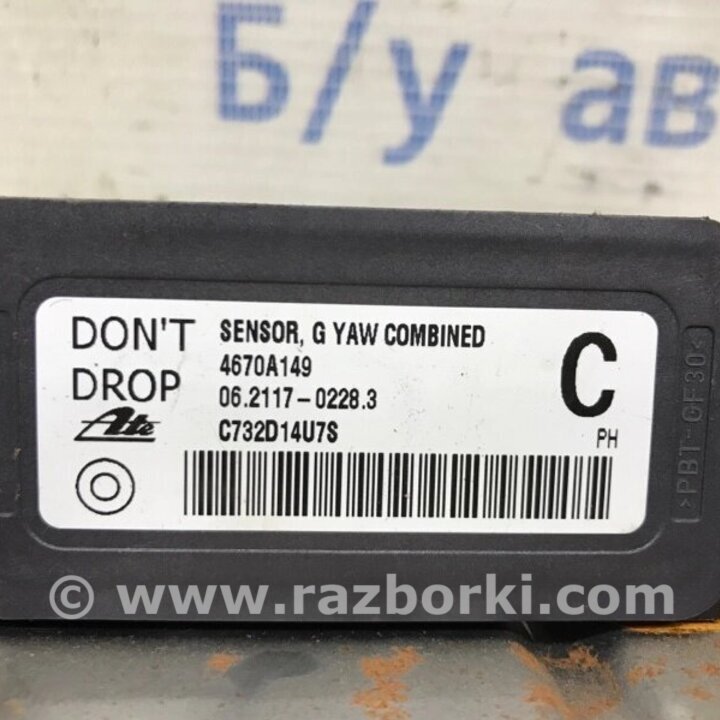 Б/у ав
DON'T DROP
SENSOR, G YAW COMBINED
4670A149
06.2117-0228.3
C732D14U7S
Ate
C
PH
>PBT-GF30<
© www.razborki.com